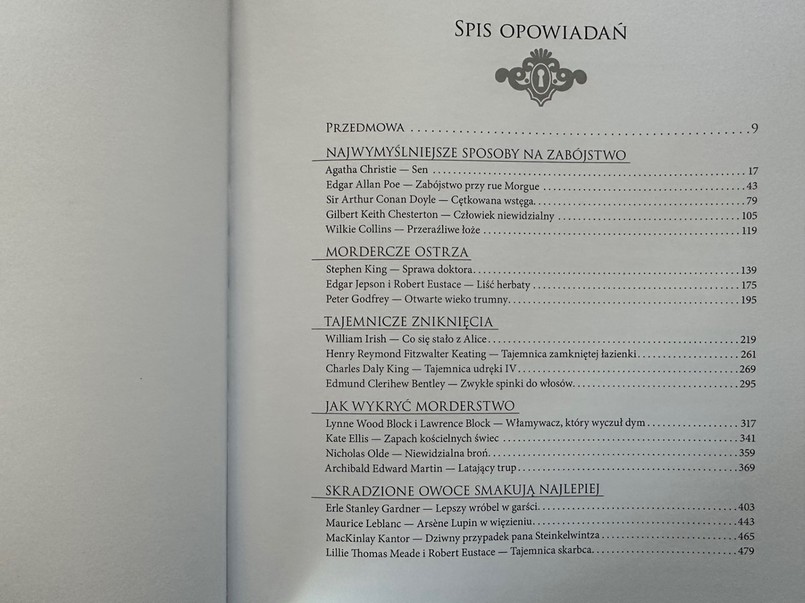 SPIS OPOWIADAŃ
PRZEDMOWA . . . . . . . . . . . . . . . . . . . . . . . . . . . . . . 9
NAJWYMYŚLNIEJSZE SPOSOBY NA ZABÓJSTWO
Agatha Christie — Sen . . . . . . . . . . . . . . . . . . . . 17
Edgar Allan Poe — Zabójstwo przy rue Morgue . . . . . . . . . . . . . . . . . . . . 43
Sir Arthur Conan Doyle — Cętkowana wstęga. . . . . . . . . . . . . . . . . . . . 79
Gilbert Keith Chesterton — Człowiek niewidzialny . . . . . . . . . . . . . . . . . . . . 105
Wilkie Collins — Przeraźliwe łoże . . . . . . . . . . . . . . . . . . . . 119
MORDERCZE OSTRZA
Stephen King — Sprawa doktora. . . . . . . . . . . . . . . . . . . . 139
Edgar Jepson i Robert Eustace — Liść herbaty . . . . . . . . . . . . . . . . . . . . 175
Peter Godfrey — Otwarte wieko trumny. . . . . . . . . . . . . . . . . . . . 195
TAJEMNICZE ZNIKNIĘCIA
William Irish — Co się stało z Alice. . . . . . . . . . . . . . . . . . . . 219
Henry Reymond Fitzwalter Keating — Tajemnica zamkniętej łazienki. . . . . . . . . . . . . . . 261
Charles Daly King — Tajemnica udręki IV. . . . . . . . . . . . . . . . . . . . 269
Edmund Clerihew Bentley — Zwykłe spinki do włosów. . . . . . . . . . . . . . . . . . . . 295
JAK WYKRYĆ MORDERSTWO
Lynne Wood Block i Lawrence Block — Włamywacz, który wyczuł dym . . . . . . . . . . . . . . 317
Kate Ellis — Zapach kościelnych świec . . . . . . . . . . . . . . . . . . . . 341
Nicholas Olde — Niewidzialna broń. . . . . . . . . . . . . . . . . . . . 359
Archibald Edward Martin — Latający trup. . . . . . . . . . . . . . . . . . . . 369
SKRADZIONE OWOCE SMAKUJĄ NAJLEPIEJ
Erle Stanley Gardner — Lepszy wróbel w garści. . . . . . . . . . . . . . . . . . . . 403
Maurice Leblanc — Arsène Lupin w więzieniu. . . . . . . . . . . . . . . . . . . . 443
MacKinlay Kantor — Dziwny przypadek pana Steinkelwintza . . . . . . . . . . . . . . . . . . . . 465
Lillie Thomas Meade i Robert Eustace — Tajemnica skarbca. . . . . . . . . . . . . . . . . . . . 479